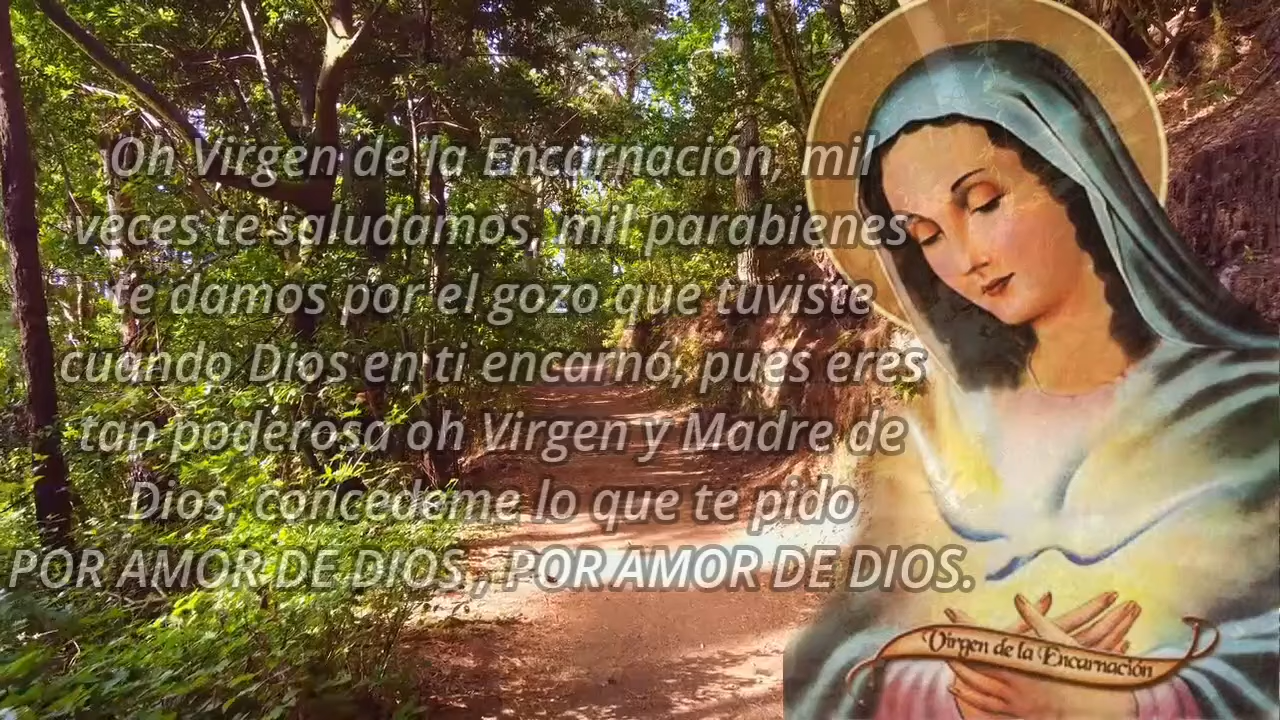 Oh Virgen de la Encarnación, mil
veces te saludamos, mil parabienes
te damos por el gozo que tuviste
cuando Dios en ti encarnó, pues eres
tan poderosa oh Virgen y Madre de
Dios, concédeme lo que te pido
POR AMOR DE DIOS, , POR AMOR DE DIOS.
Virgen de la Encarnación